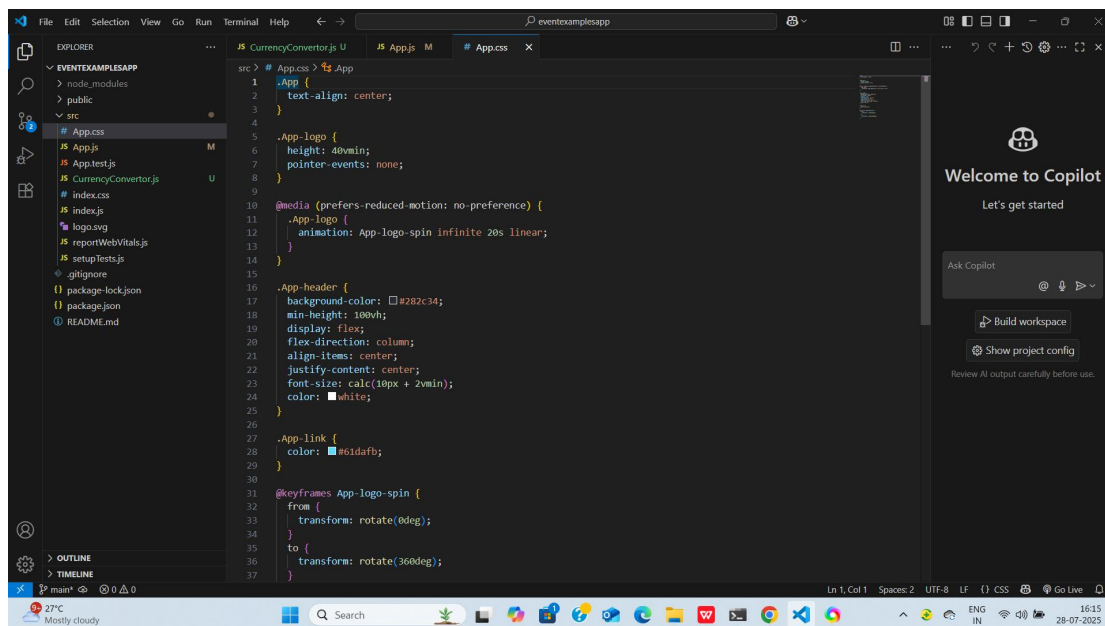 File Edit Selection View Go Run Terminal Help
eventexamplesapp
EXPLORER
EVENTEXAMPLESAPP
node_modules
public
src
# App.css
JS App.js M
JS App.test.js
JS CurrencyConvertor.js U
# index.css
JS index.js
logo.svg
JS reportWebVitals.js
JS setupTests.js
.gitignore
{} package-lock.json
{} package.json
README.md
OUTLINE
TIMELINE
2
JS CurrencyConvertor.js U JS App.js M # App.css
src > # App.css > .App
1 .App {
2 text-align: center;
3 }
4
5 .App-logo {
6 height: 40vmin;
7 pointer-events: none;
8 }
9
10 @media (prefers-reduced-motion: no-preference) {
11 .App-logo {
12 animation: App-logo-spin infinite 20s linear;
13 }
14 }
15
16 .App-header {
17 background-color: #282c34;
18 min-height: 100vh;
19 display: flex;
20 flex-direction: column;
21 align-items: center;
22 justify-content: center;
23 font-size: calc(10px + 2vmin);
24 color: white;
25 }
26
27 .App-link {
28 color: #61dafb;
29 }
30
31 @keyframes App-logo-spin {
32 from {
33 transform: rotate(0deg);
34 }
35 to {
36 transform: rotate(360deg);
37 }
Welcome to Copilot
Let's get started
Ask Copilot
Build workspace
Show project config
Review AI output carefully before use.
main* 0 0
Ln 1, Col 1 Spaces: 2 UTF-8 LF {} CSS Go Live
9+ 27°C
Mostly cloudy
Search
ENG
IN
16:15
28-07-2025